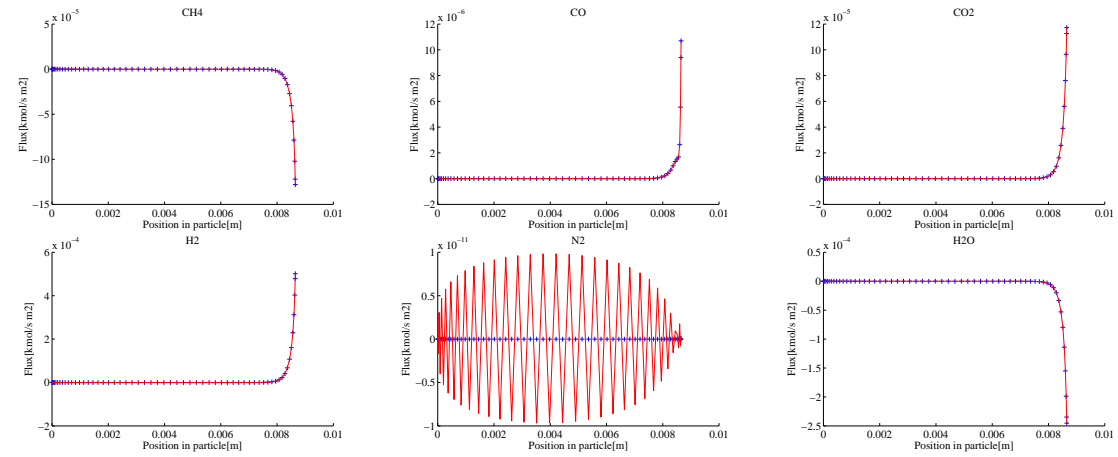 CH4
x 10^−5
5
0
−5
−10
−15
Flux[kmol/s m2]
0 0.002 0.004 0.006 0.008 0.01
Position in particle[m]
CO
x 10^−6
12
10
8
6
4
2
0
−2
Flux[kmol/s m2]
0 0.002 0.004 0.006 0.008 0.01
Position in particle[m]
CO2
x 10^−5
12
10
8
6
4
2
0
−2
Flux[kmol/s m2]
0 0.002 0.004 0.006 0.008 0.01
Position in particle[m]
H2
x 10^−4
6
4
2
0
−2
Flux[kmol/s m2]
0 0.002 0.004 0.006 0.008 0.01
Position in particle[m]
N2
x 10^−11
1
0.5
0
−0.5
−1
Flux[kmol/s m2]
0 0.002 0.004 0.006 0.008 0.01
Position in particle[m]
H2O
x 10^−4
0.5
0
−0.5
−1
−1.5
−2
−2.5
Flux[kmol/s m2]
0 0.002 0.004 0.006 0.008 0.01
Position in particle[m]